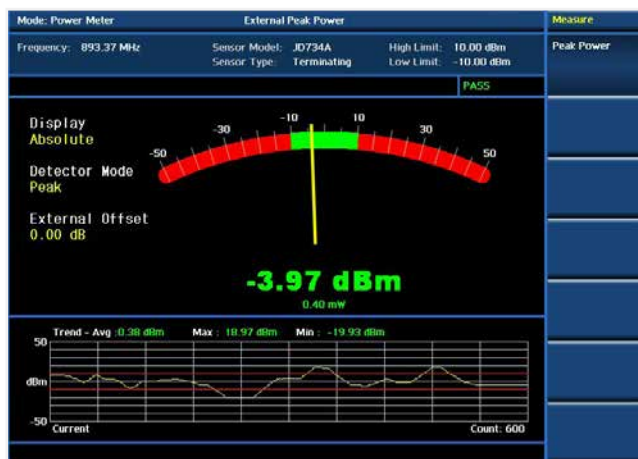 Mode: Power Meter External Peak Power Measure
Frequency: 893.37 MHz Sensor Model: JD734A High Limit: 10.00 dBm Peak Power
Sensor Type: Terminating Low Limit: -10.00 dBm
PASS
Display
Absolute
Detector Mode
Peak
External Offset
0.00 dB
-50 -30 -10 10 30 50
-3.97 dBm
0.40 mW
Trend - Avg :0.38 dBm Max : 18.97 dBm Min : -19.93 dBm
50
dBm
-50
Current Count: 600